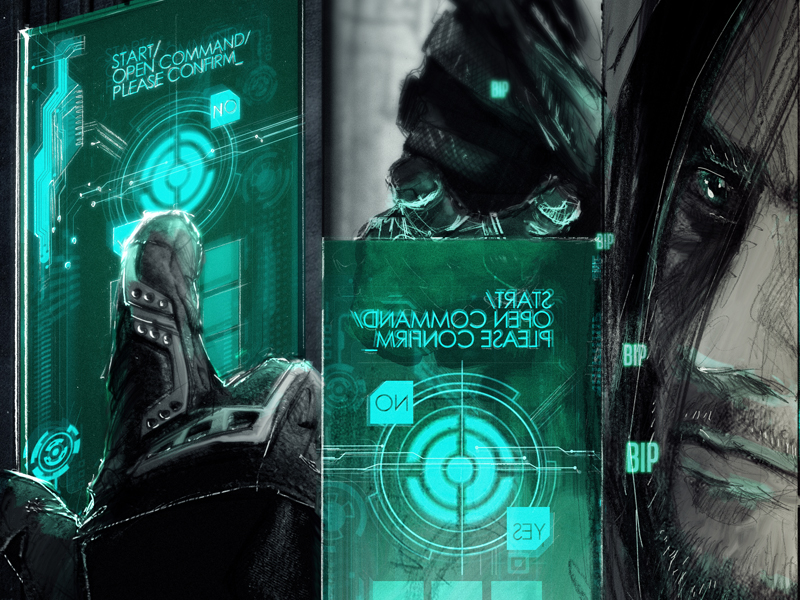 START/
OPEN COMMAND/
PLEASE CONFIRM_
NO
BIP
START/
OPEN COMMAND/
PLEASE CONFIRM_
NO
YES
BIP
BIP
BIP